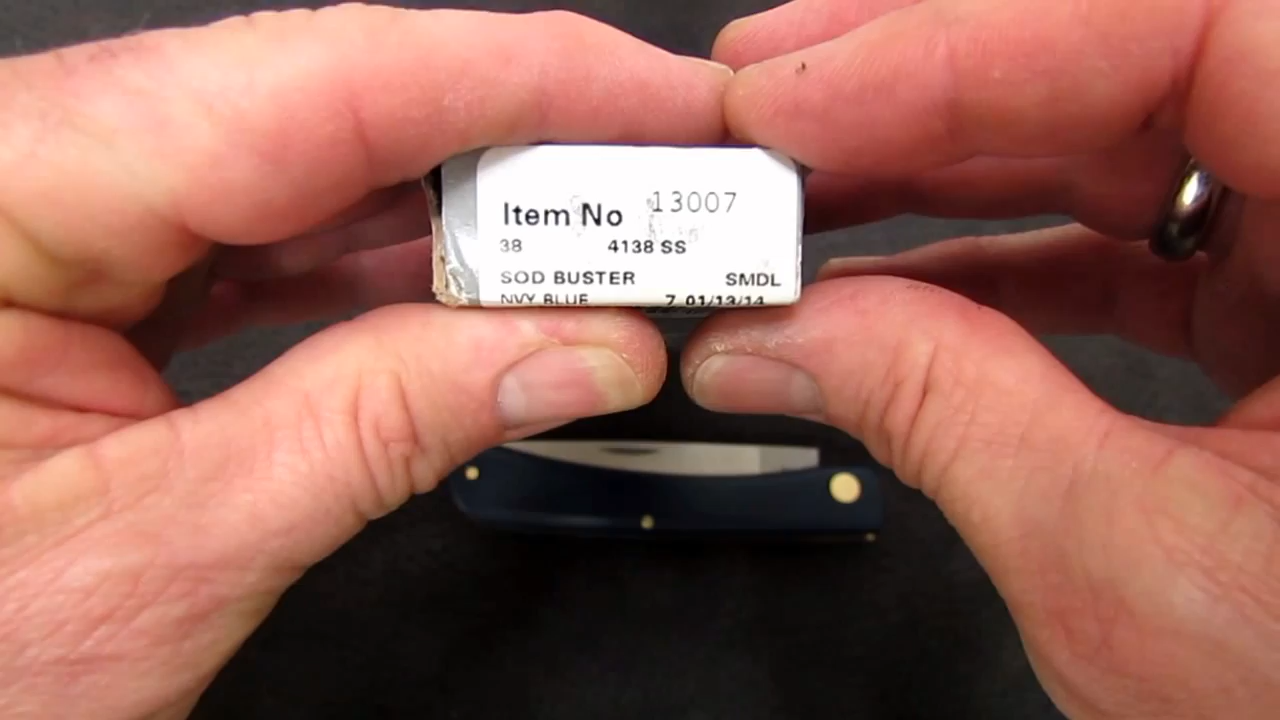 Item No 13007
38 4138 SS
SOD BUSTER SMDL
NVY BLUE 7 01/13/14